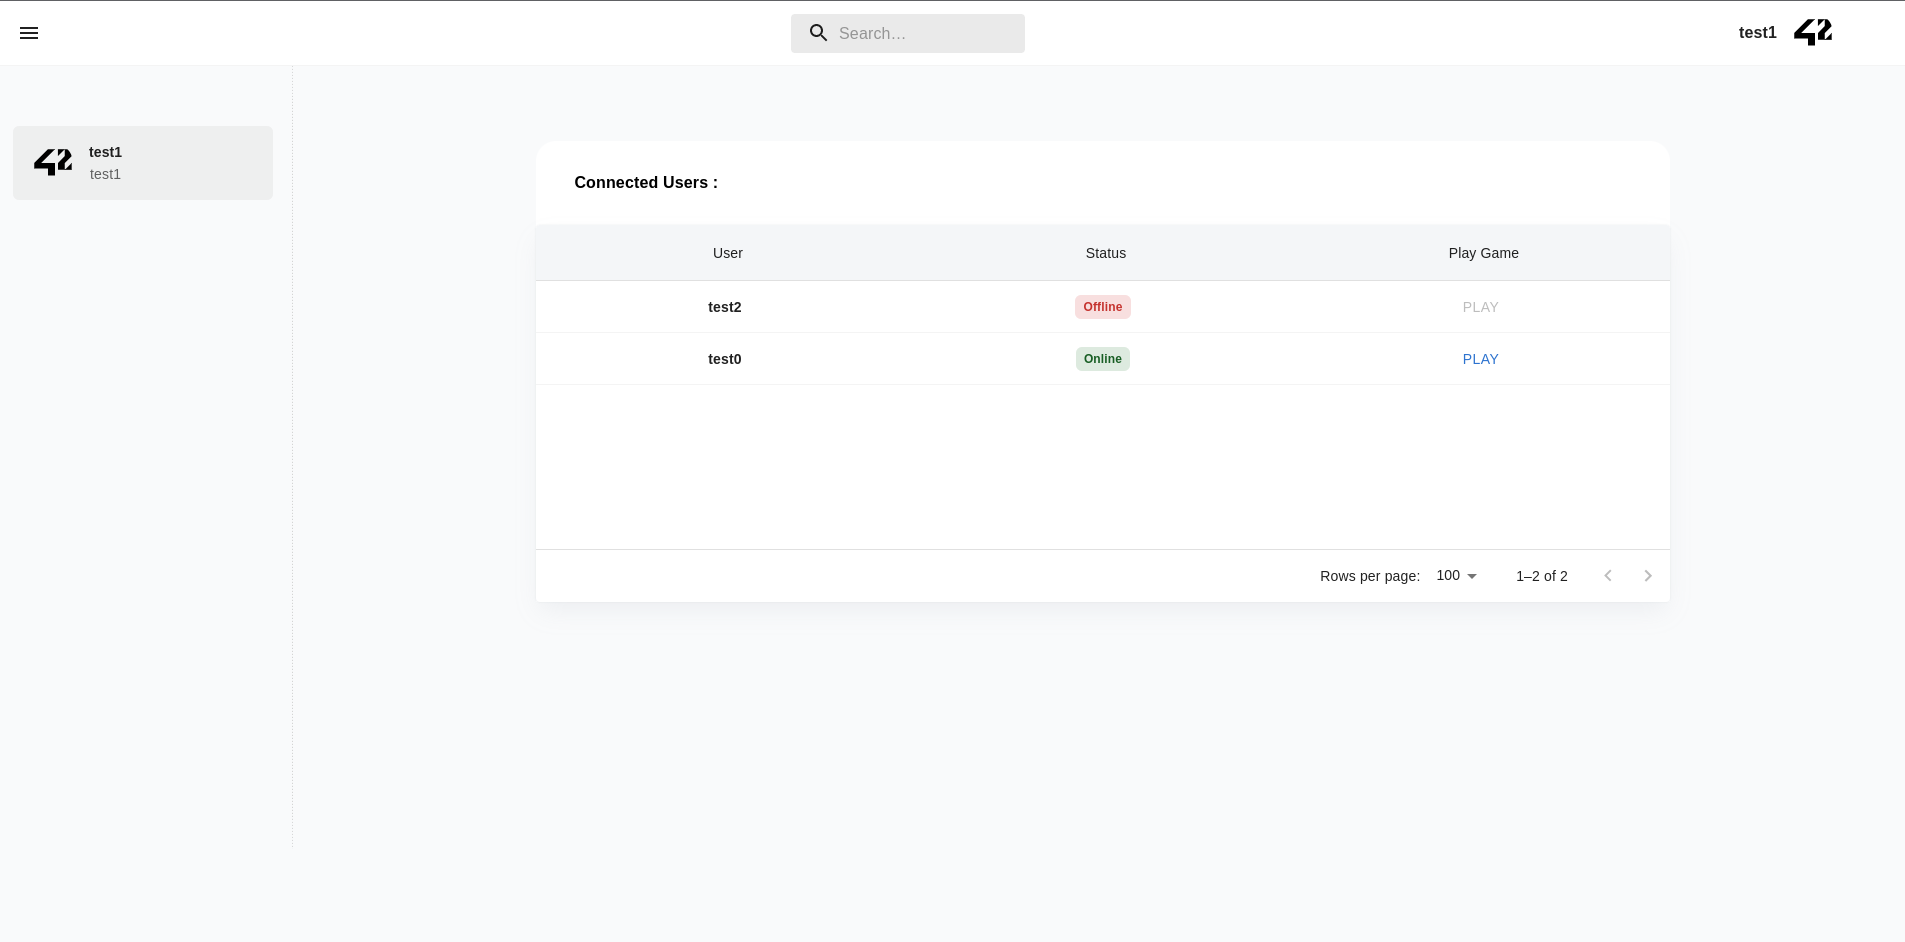 Search…
test1 42
42 test1
test1
Connected Users :
User Status Play Game
test2 Offline PLAY
test0 Online PLAY
Rows per page: 100 1–2 of 2